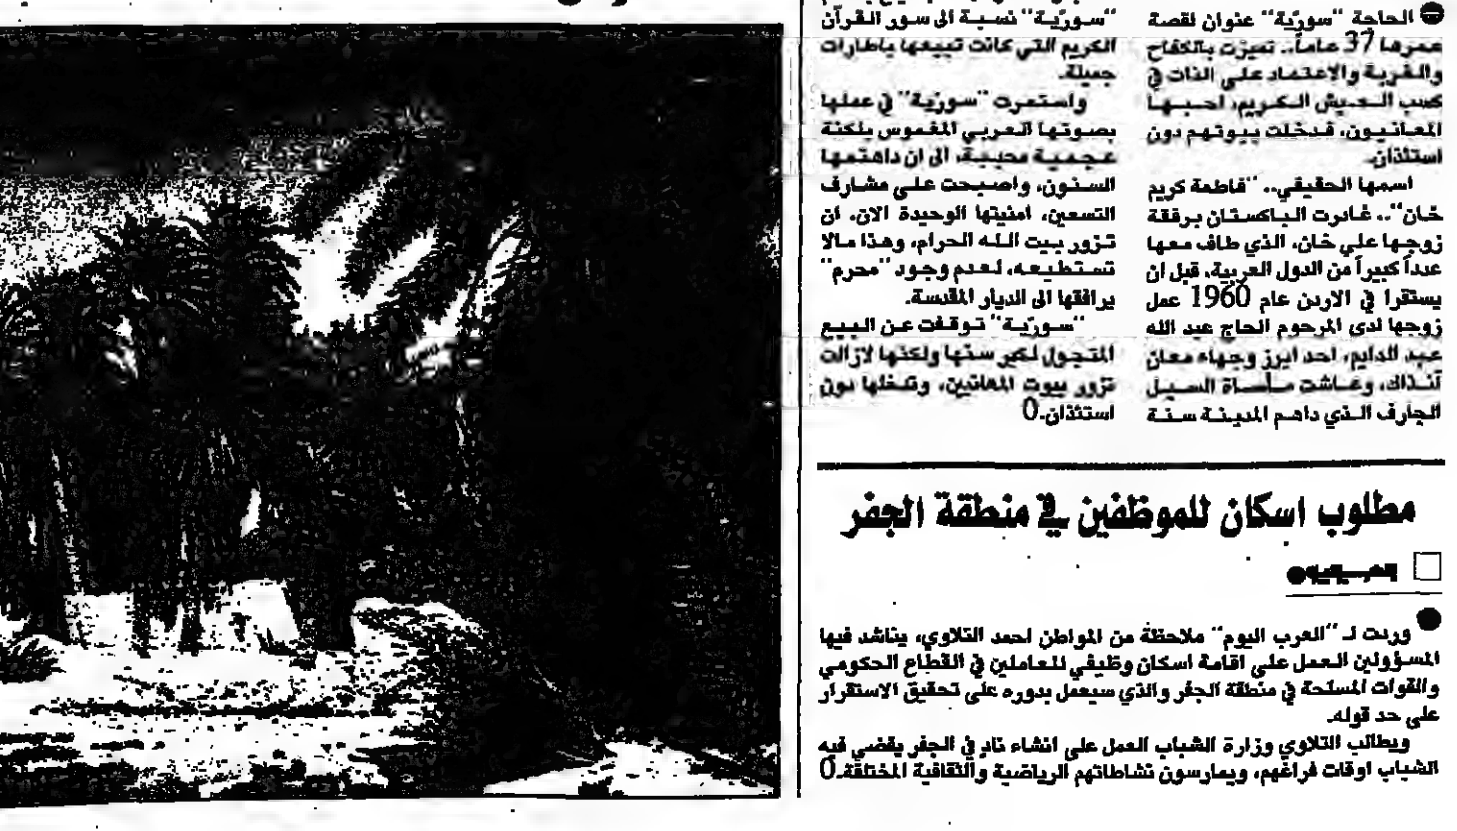 الحاجة "سوريّة" عنوان لقصة
عمرها 37 عاماً.. تميزت بالكفاح
والغربة والاعتماد على الذات في
كسب العيش الكريم، احبها
المعانيون، فدخلت بيوتهم دون
استئذان.
اسمها الحقيقي.. "فاطمة كريم
خان".. غادرت الباكستان برفقة
زوجها علي خان، الذي طاف معها
عدداً كبيراً من الدول العربية، قبل ان
يستقرا في الاردن عام 1960 عمل
زوجها لدى المرحوم الحاج عبد الله
عبد الدايم، احد ابرز وجهاء معان
آنذاك، وعاشت مأساة السيل
الجارف الذي داهم المدينة سنة
"سوريّة" نسبة الى سور القرآن
الكريم التي كانت تبيعها باطارات
جميلة.
واستمرت "سوريّة" في عملها
بصوتها العربي المغموس بلكنة
عجمية محببة، الى ان داهتمها
السنون، واصبحت على مشارف
التسعين، امنيتها الوحيدة الان، ان
تزور بيت الله الحرام، وهذا مالا
تستطيعه، لعدم وجود "محرم"
يرافقها الى الديار المقدسة.
"سوريّة" توقفت عن البيع
المتجول لكبر سنها ولكنها لازالت
تزور بيوت المعانيين، وتدخلها دون
استئذان.0
مطلوب اسكان للموظفين في منطقة الجفر
وردت لـ "العرب اليوم" ملاحظة من المواطن احمد التلاوي، يناشد فيها
المسؤولين العمل على اقامة اسكان وظيفي للعاملين في القطاع الحكومي
والقوات المسلحة في منطقة الجفر والذي سيعمل بدوره على تحقيق الاستقرار
على حد قوله.
ويطالب التلاوي وزارة الشباب العمل على انشاء نادٍ في الجفر يقضي فيه
الشباب اوقات فراغهم، ويمارسون نشاطاتهم الرياضية والثقافية المختلفة.0